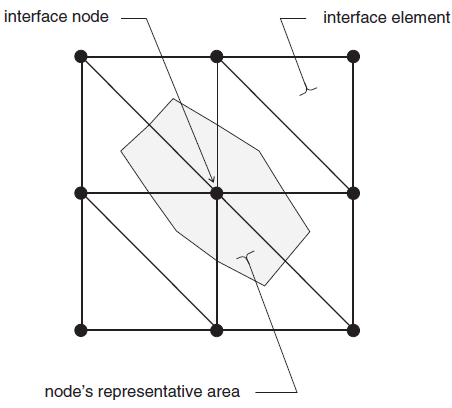 interface node
interface element
node's representative area